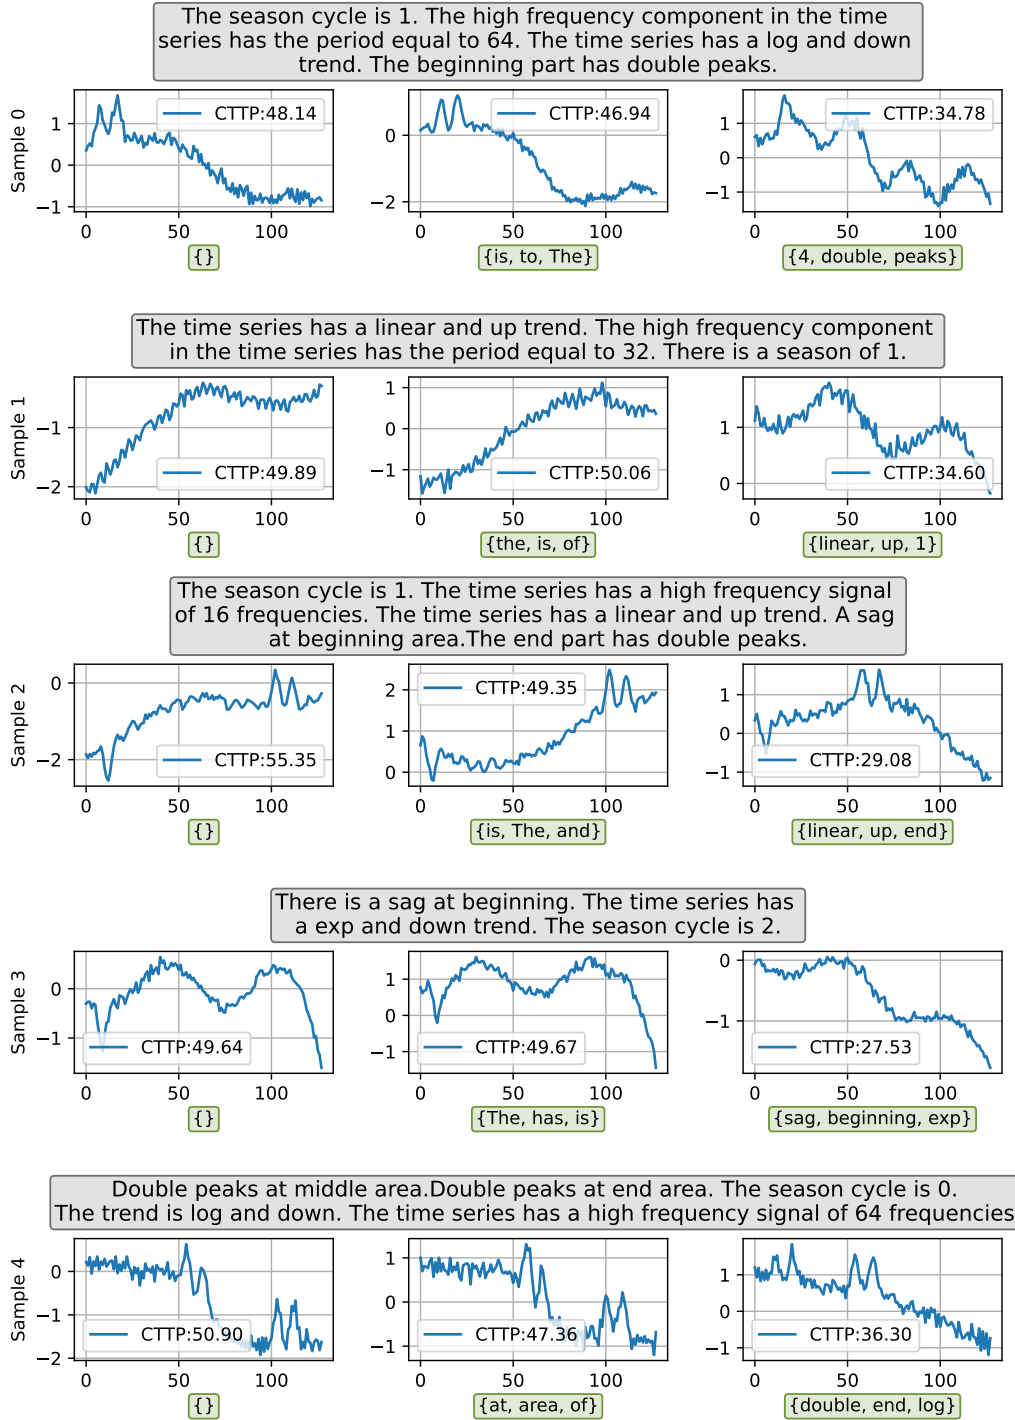 The season cycle is 1. The high frequency component in the time
series has the period equal to 64. The time series has a log and down
trend. The beginning part has double peaks.
Sample 0
1
0
−1
0
50
100
CTTP:48.14
{}
0
−2
0
50
100
CTTP:46.94
{is, to, The}
1
0
−1
0
50
100
CTTP:34.78
{4, double, peaks}
The time series has a linear and up trend. The high frequency component
in the time series has the period equal to 32. There is a season of 1.
Sample 1
−1
−2
0
50
100
CTTP:49.89
{}
1
0
−1
0
50
100
CTTP:50.06
{the, is, of}
1
0
0
50
100
CTTP:34.60
{linear, up, 1}
The season cycle is 1. The time series has a high frequency signal
of 16 frequencies. The time series has a linear and up trend. A sag
at beginning area.The end part has double peaks.
Sample 2
0
−2
0
50
100
CTTP:55.35
{}
2
1
0
0
50
100
CTTP:49.35
{is, The, and}
1
0
−1
0
50
100
CTTP:29.08
{linear, up, end}
There is a sag at beginning. The time series has
a exp and down trend. The season cycle is 2.
Sample 3
0
−1
0
50
100
CTTP:49.64
{}
1
0
−1
0
50
100
CTTP:49.67
{The, has, is}
0
−1
0
50
100
CTTP:27.53
{sag, beginning, exp}
Double peaks at middle area.Double peaks at end area. The season cycle is 0.
The trend is log and down. The time series has a high frequency signal of 64 frequencies
Sample 4
0
−1
−2
0
50
100
CTTP:50.90
{}
1
0
−1
0
50
100
CTTP:47.36
{at, area, of}
1
0
−1
0
50
100
CTTP:36.30
{double, end, log}